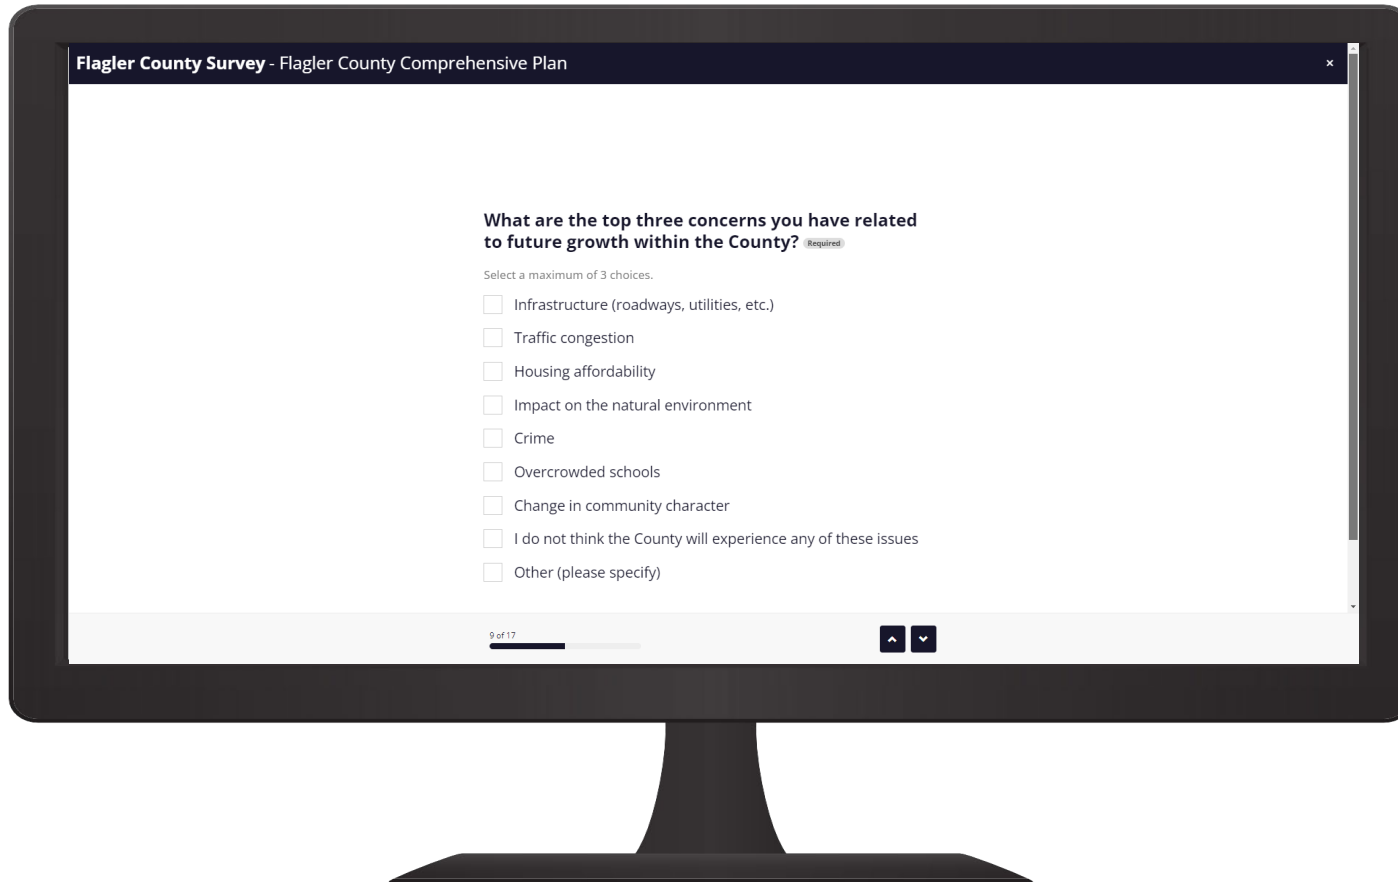 Flagler County Survey - Flagler County Comprehensive Plan
What are the top three concerns you have related
to future growth within the County? Required
Select a maximum of 3 choices.
Infrastructure (roadways, utilities, etc.)
Traffic congestion
Housing affordability
Impact on the natural environment
Crime
Overcrowded schools
Change in community character
I do not think the County will experience any of these issues
Other (please specify)
9 of 17